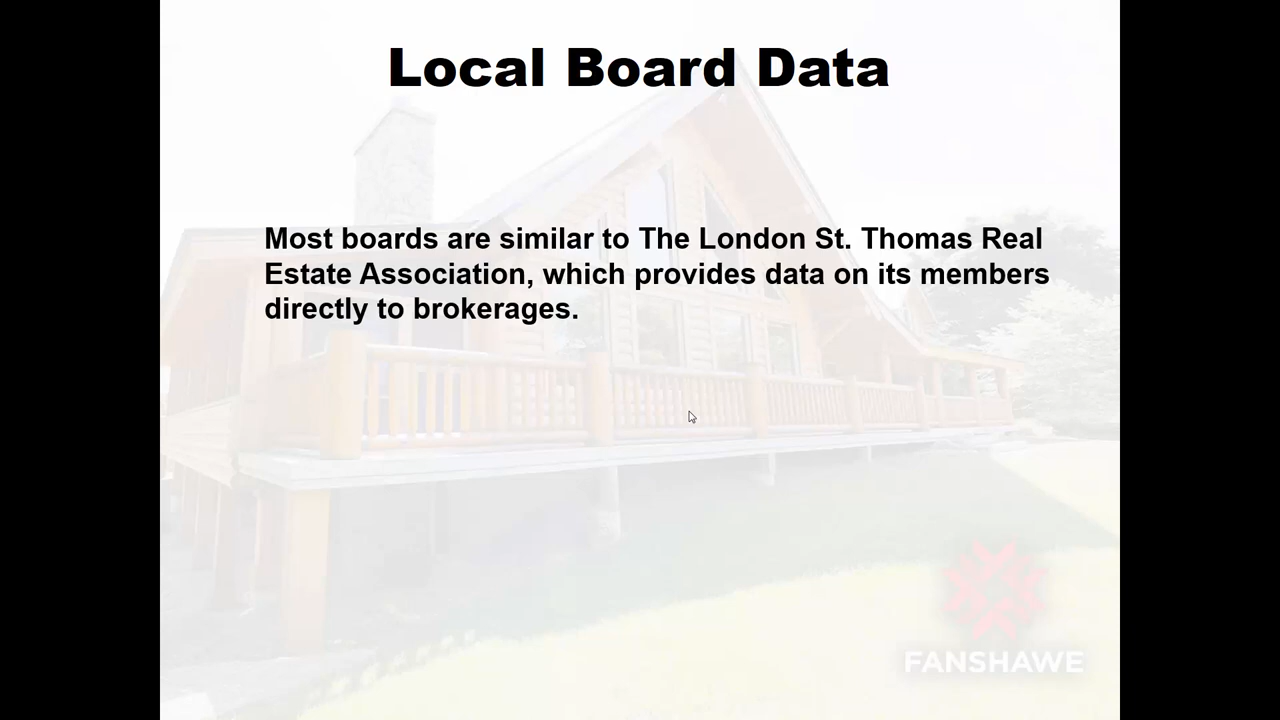 Local Board Data
Most boards are similar to The London St. Thomas Real
Estate Association, which provides data on its members
directly to brokerages.
FANSHAWE